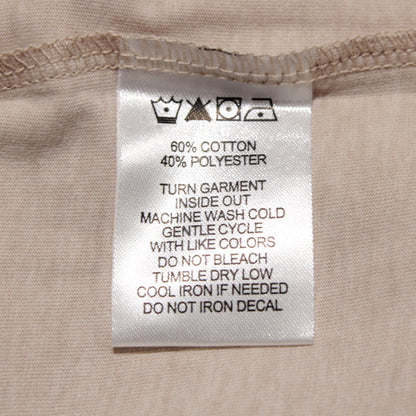 60% COTTON
40% POLYESTER
TURN GARMENT
INSIDE OUT
MACHINE WASH COLD
GENTLE CYCLE
WITH LIKE COLORS
DO NOT BLEACH
TUMBLE DRY LOW
COOL IRON IF NEEDED
DO NOT IRON DECAL